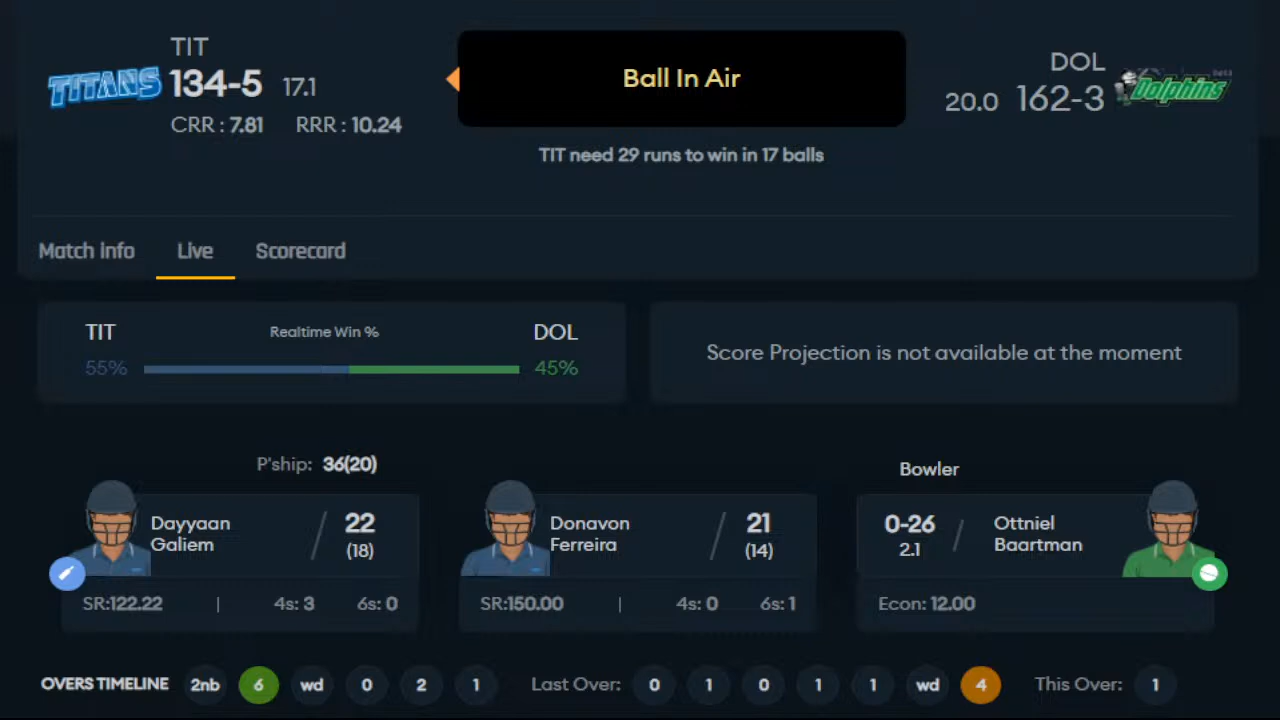 TIT
TITANS 134-5 17.1
CRR : 7.81 RRR : 10.24
Ball In Air
TIT need 29 runs to win in 17 balls
DOL
20.0 162-3 Dolphins
Match info Live Scorecard
TIT Realtime Win % DOL
55% 45%
Score Projection is not available at the moment
P'ship: 36(20)
Dayyaan Galiem 22
(18)
SR:122.22 | 4s: 3 6s: 0
Donavon Ferreira 21
(14)
SR:150.00 | 4s: 0 6s: 1
Bowler
0-26 Ottniel
2.1 Baartman
Econ: 12.00
OVERS TIMELINE 2nb 6 wd 0 2 1 Last Over: 0 1 0 1 1 wd 4 This Over: 1